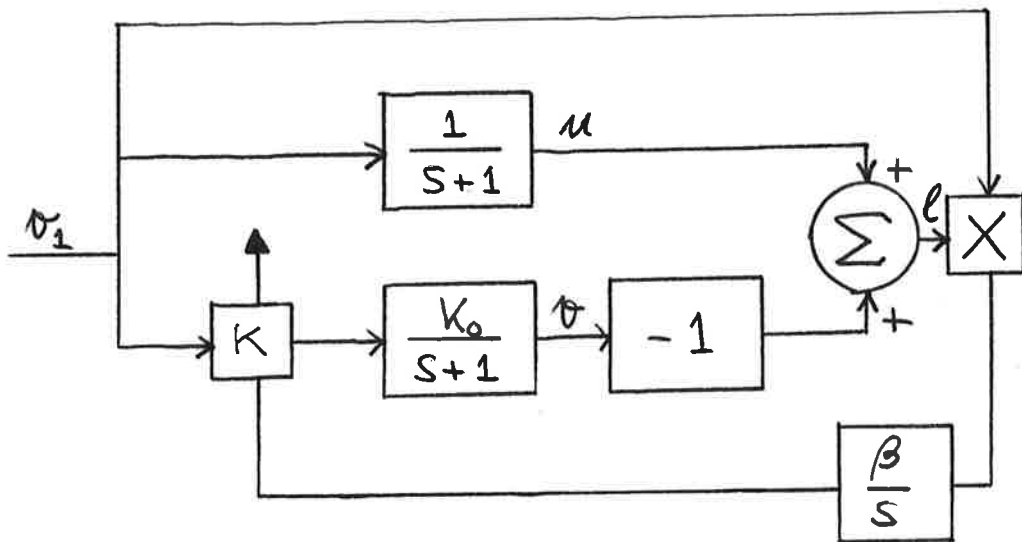 1
S+1
u
+
Σ
e
X
v₁
K
K₀
S+1
v
-1
+
β
s